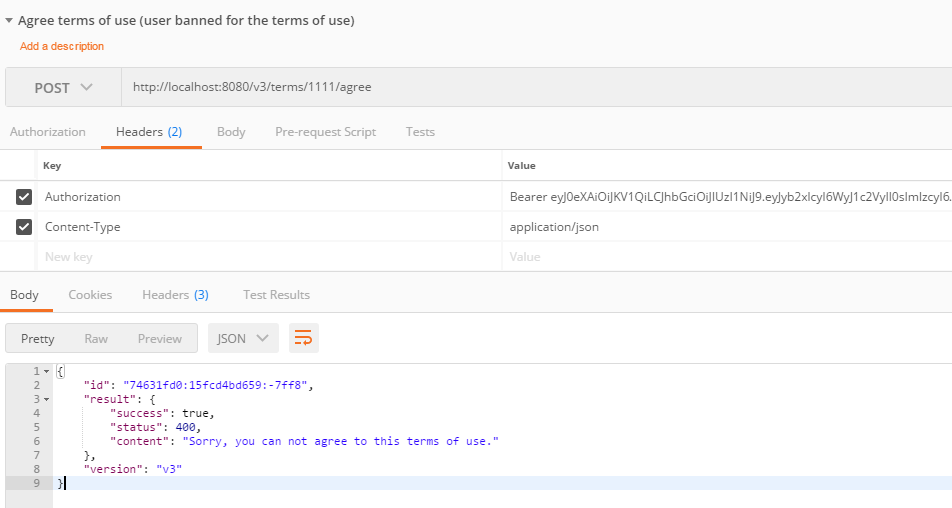 Agree terms of use (user banned for the terms of use)
Add a description
POST http://localhost:8080/v3/terms/1111/agree
Authorization Headers (2) Body Pre-request Script Tests
Key Value
Authorization Bearer
Content-Type application/json
New key Value
Body Cookies Headers (3) Test Results
Pretty Raw Preview JSON
1 {
2 "id": "74631fd0:15fcd4bd659:-7ff8",
3 "result": {
4 "success": true,
5 "status": 400,
6 "content": "Sorry, you can not agree to this terms of use."
7 },
8 "version": "v3"
9 }